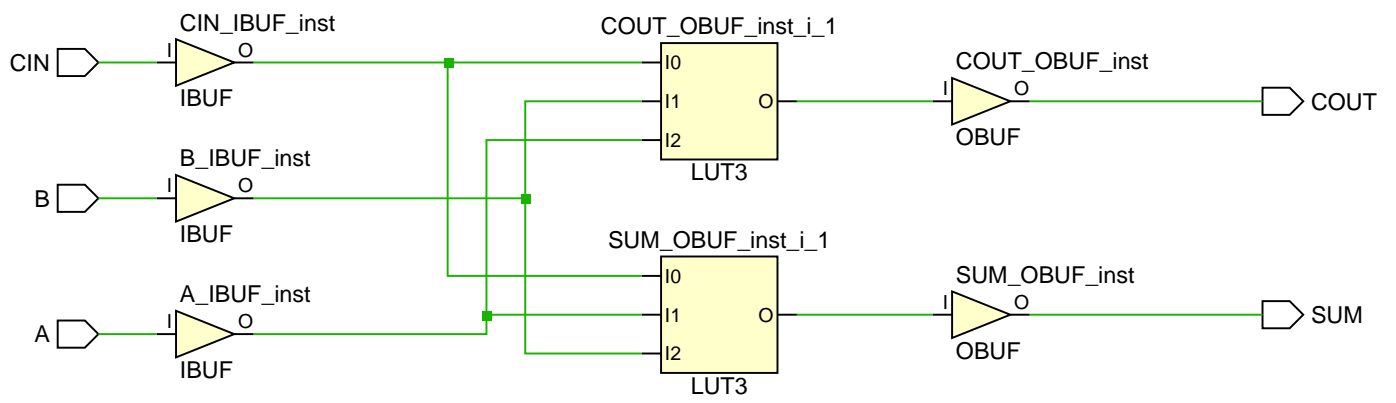 CIN
I
CIN_IBUF_inst
O
IBUF
B
I
B_IBUF_inst
O
IBUF
A
I
A_IBUF_inst
O
IBUF
COUT_OBUF_inst_i_1
I0
I1
I2
O
LUT3
SUM_OBUF_inst_i_1
I0
I1
I2
O
LUT3
COUT_OBUF_inst
I
O
OBUF
COUT
SUM_OBUF_inst
I
O
OBUF
SUM